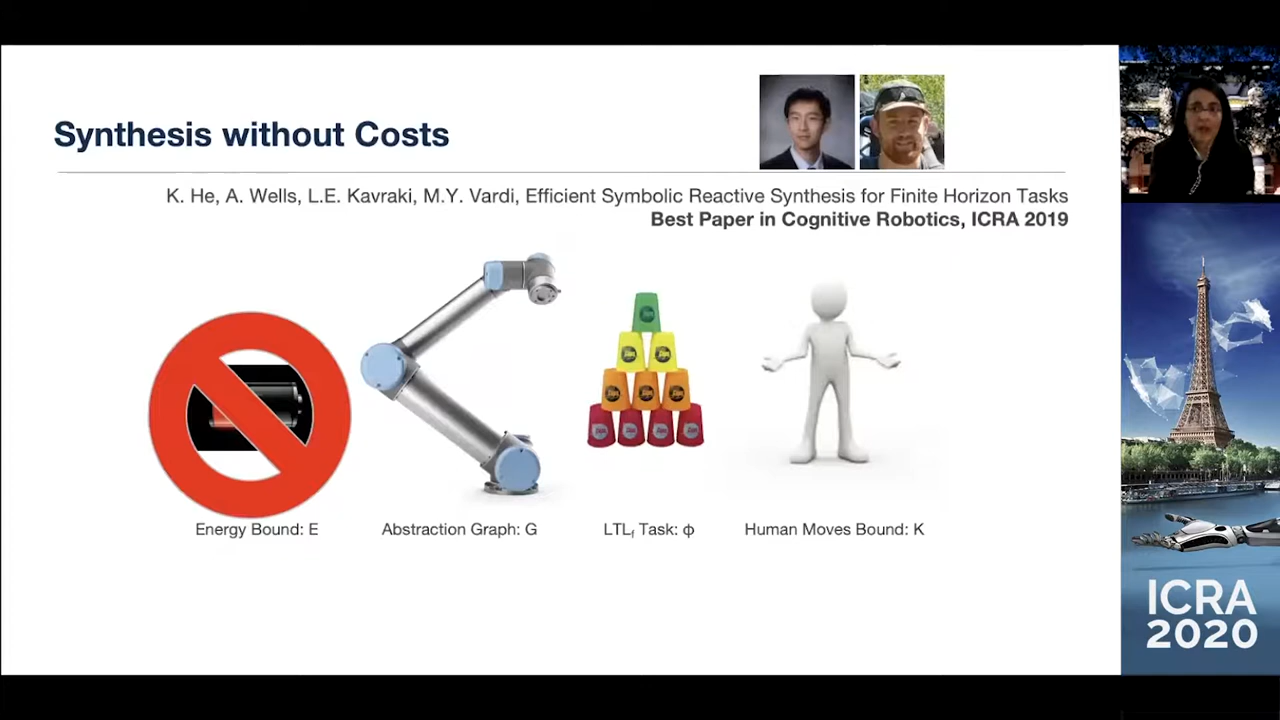 Synthesis without Costs
K. He, A. Wells, L.E. Kavraki, M.Y. Vardi, Efficient Symbolic Reactive Synthesis for Finite Horizon Tasks
Best Paper in Cognitive Robotics, ICRA 2019
Energy Bound: E
Abstraction Graph: G
LTLf Task: φ
Human Moves Bound: K
ICRA
2020